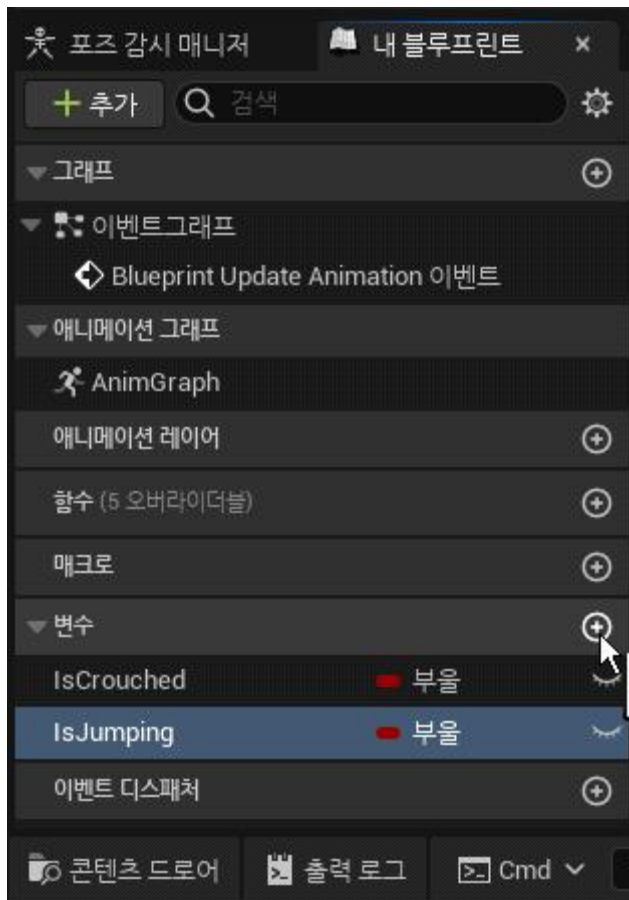 포즈 감시 매니저 내 블루프린트
추가 검색
그래프
이벤트그래프
Blueprint Update Animation 이벤트
애니메이션 그래프
AnimGraph
애니메이션 레이어
함수 (5 오버라이더블)
매크로
변수
IsCrouched 부울
IsJumping 부울
이벤트 디스패처
콘텐츠 드로어 출력 로그 Cmd